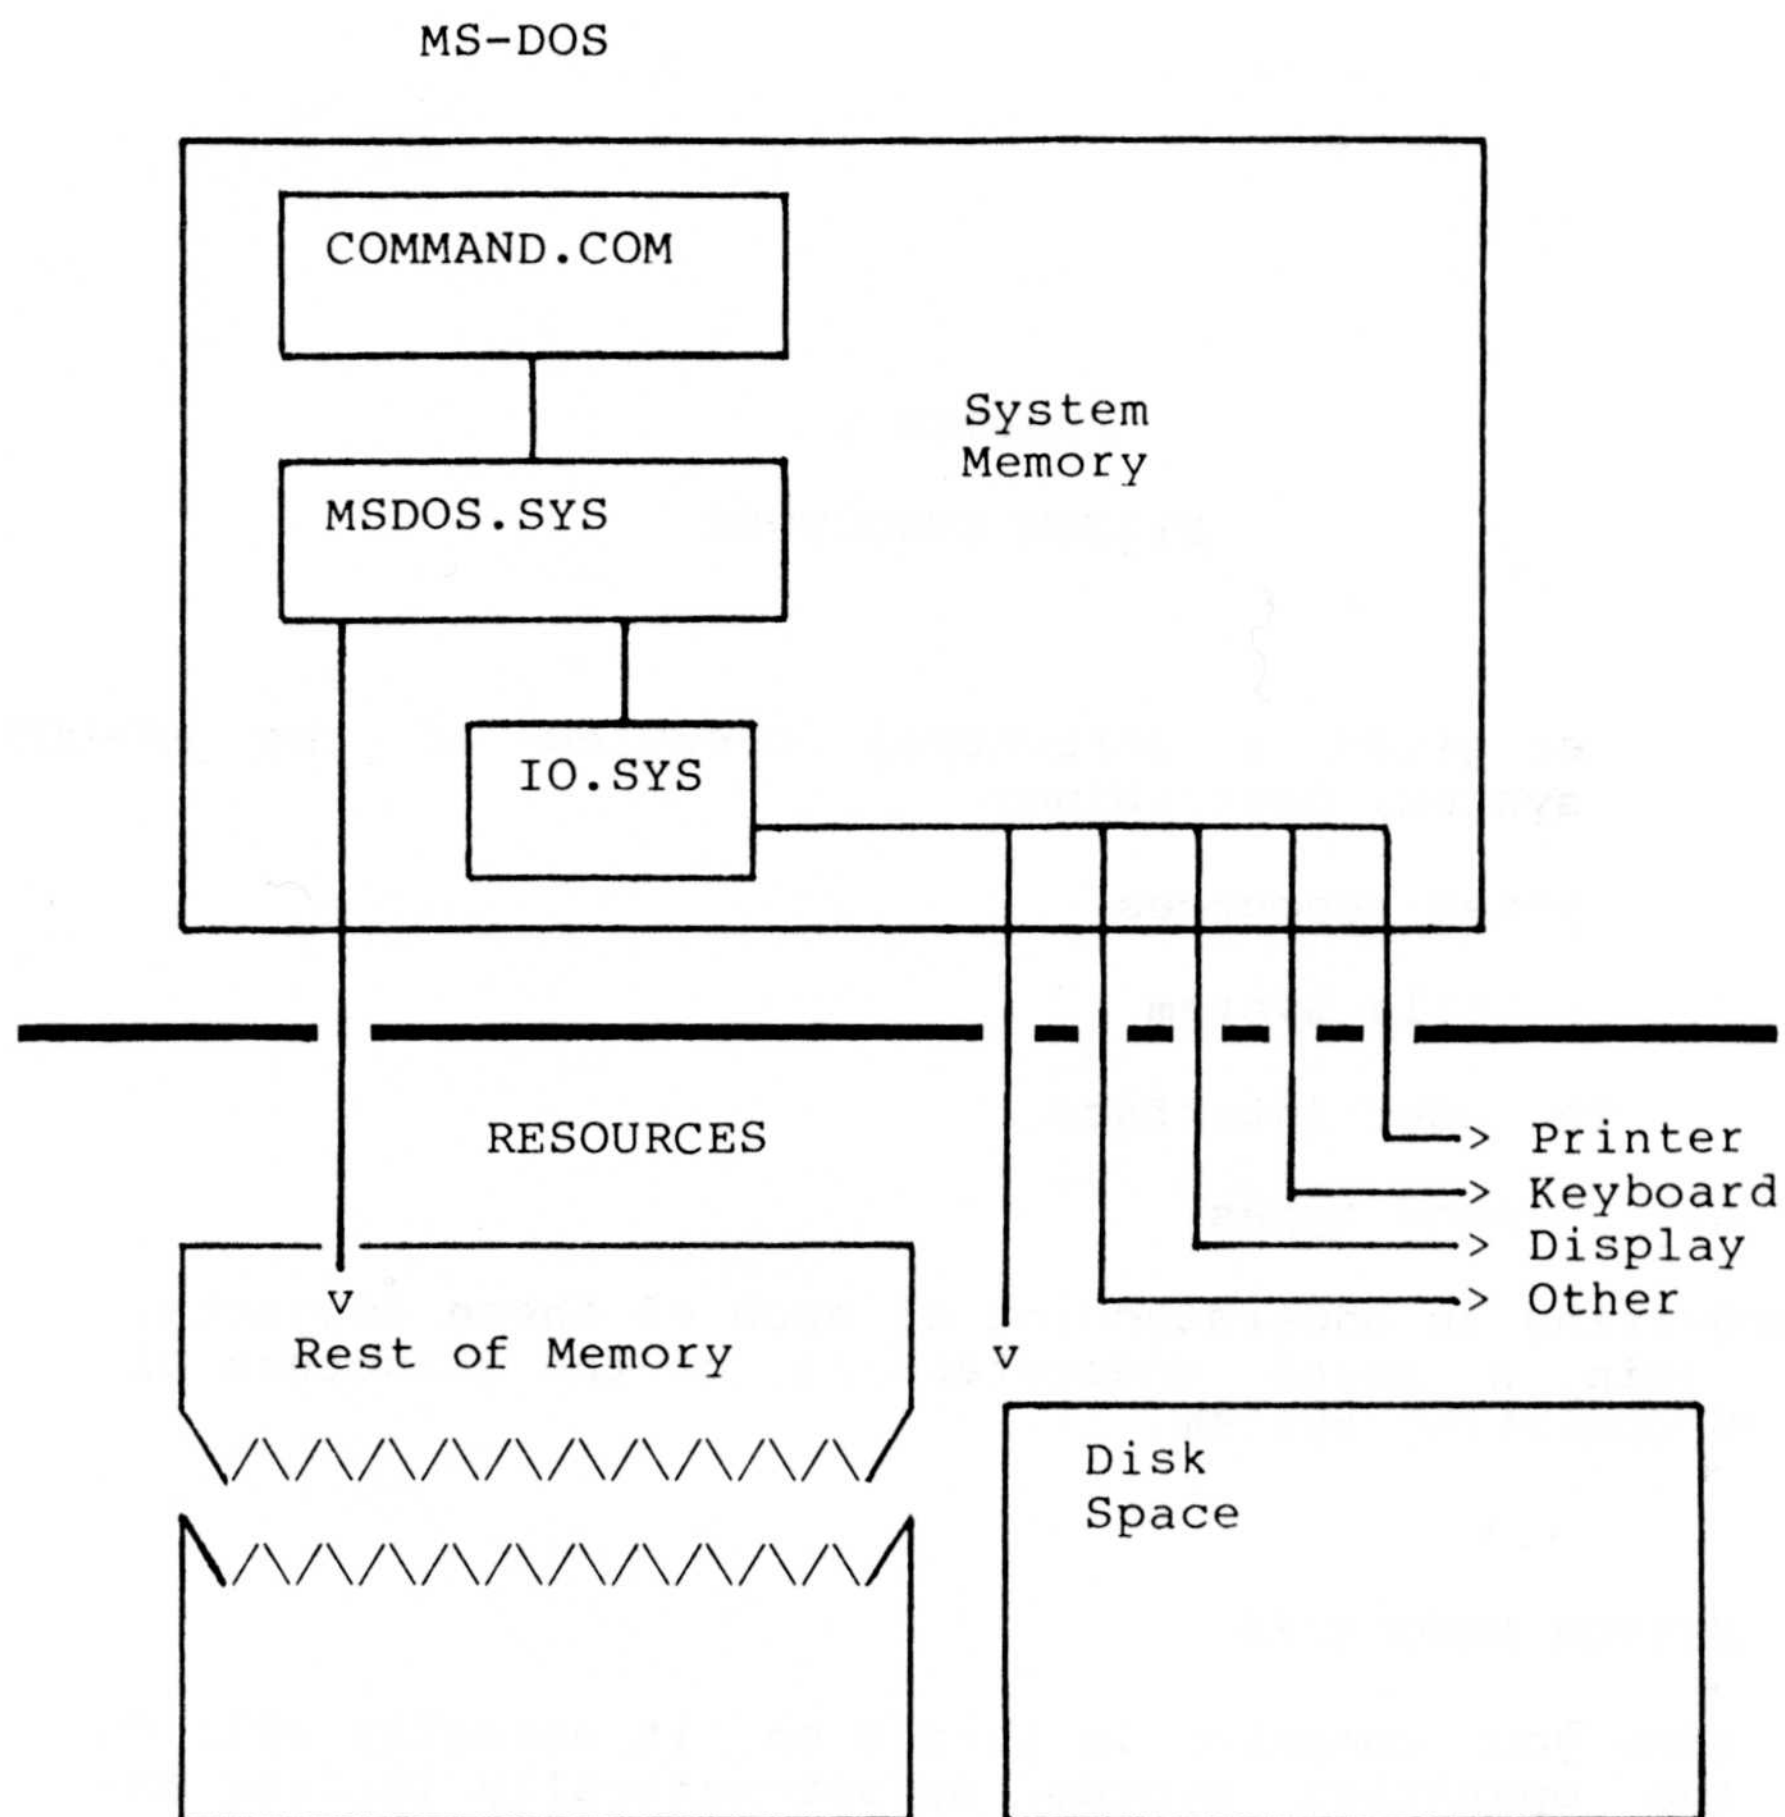 MS-DOS
COMMAND.COM
System
Memory
MSDOS.SYS
IO.SYS
RESOURCES
Printer
Keyboard
Display
Other
Rest of Memory
Disk
Space